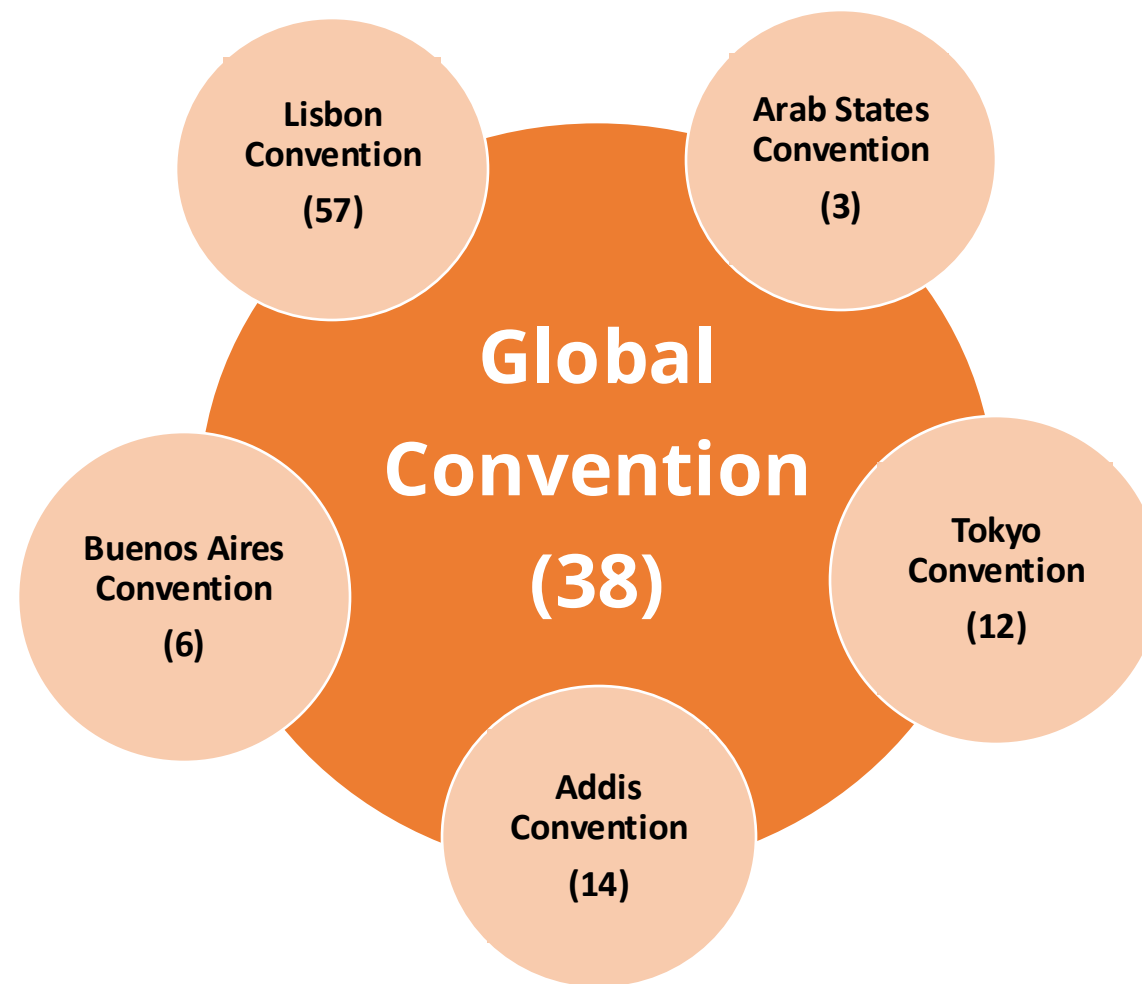 Lisbon
Convention
(57)
Arab States
Convention
(3)
Global
Convention
(38)
Buenos Aires
Convention
(6)
Tokyo
Convention
(12)
Addis
Convention
(14)